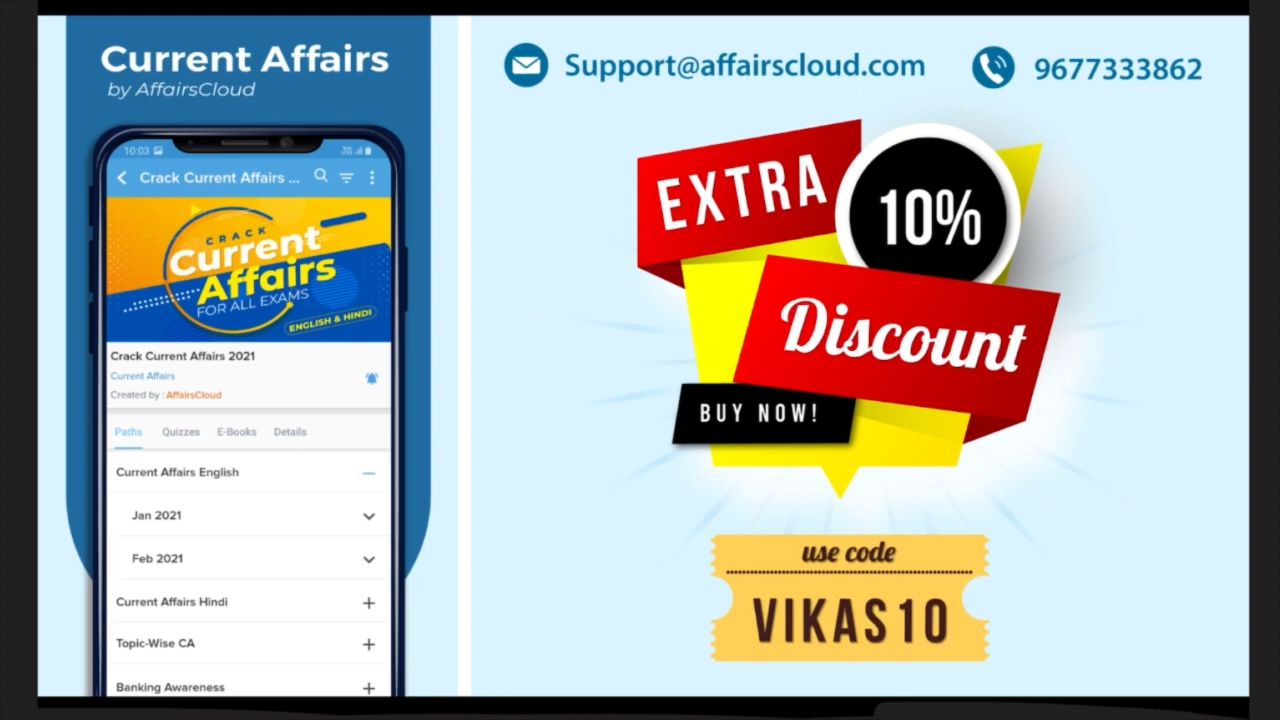 Current Affairs
by AffairsCloud
10:03
Crack Current Affairs ...
CRACK
Current
Affairs
FOR ALL EXAMS
ENGLISH & HINDI
Crack Current Affairs 2021
Current Affairs
Created by : AffairsCloud
Paths Quizzes E-Books Details
Current Affairs English
Jan 2021
Feb 2021
Current Affairs Hindi
Topic-Wise CA
Banking Awareness
Support@affairscloud.com 9677333862
EXTRA
10%
Discount
BUY NOW!
use code
VIKAS10